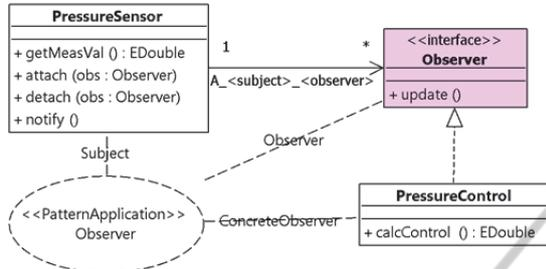 PressureSensor
+ getMeasVal () : EDouble
+ attach (obs : Observer)
+ detach (obs : Observer)
+ notify ()
1
*
A_<subject>_<observer>
<<interface>>
Observer
+ update ()
Subject
Observer
<<PatternApplication>>
Observer
ConcreteObserver
PressureControl
+ calcControl () : EDouble